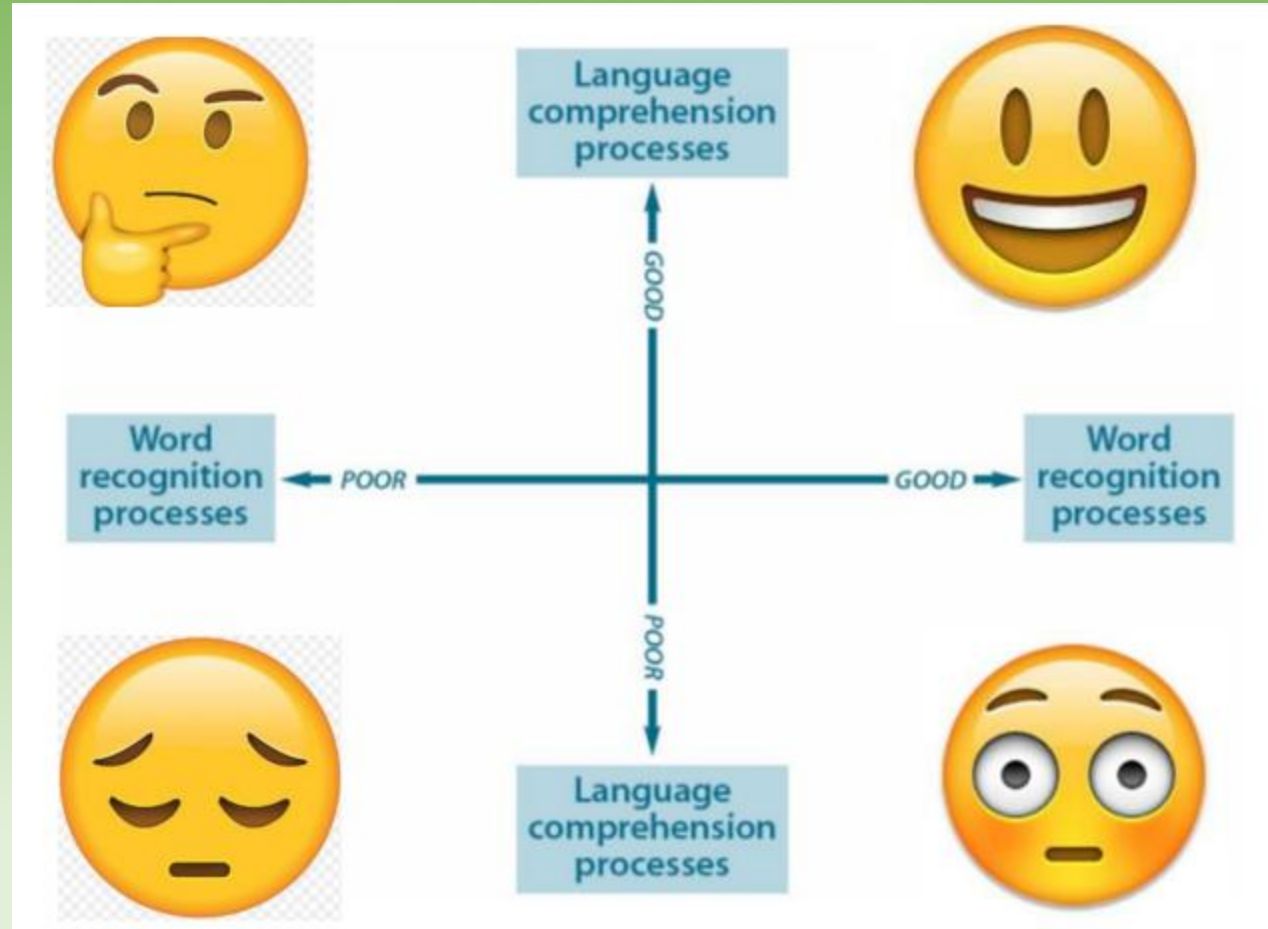 Language
comprehension
processes
GOOD
Word
recognition
processes
POOR
GOOD
Word
recognition
processes
POOR
Language
comprehension
processes